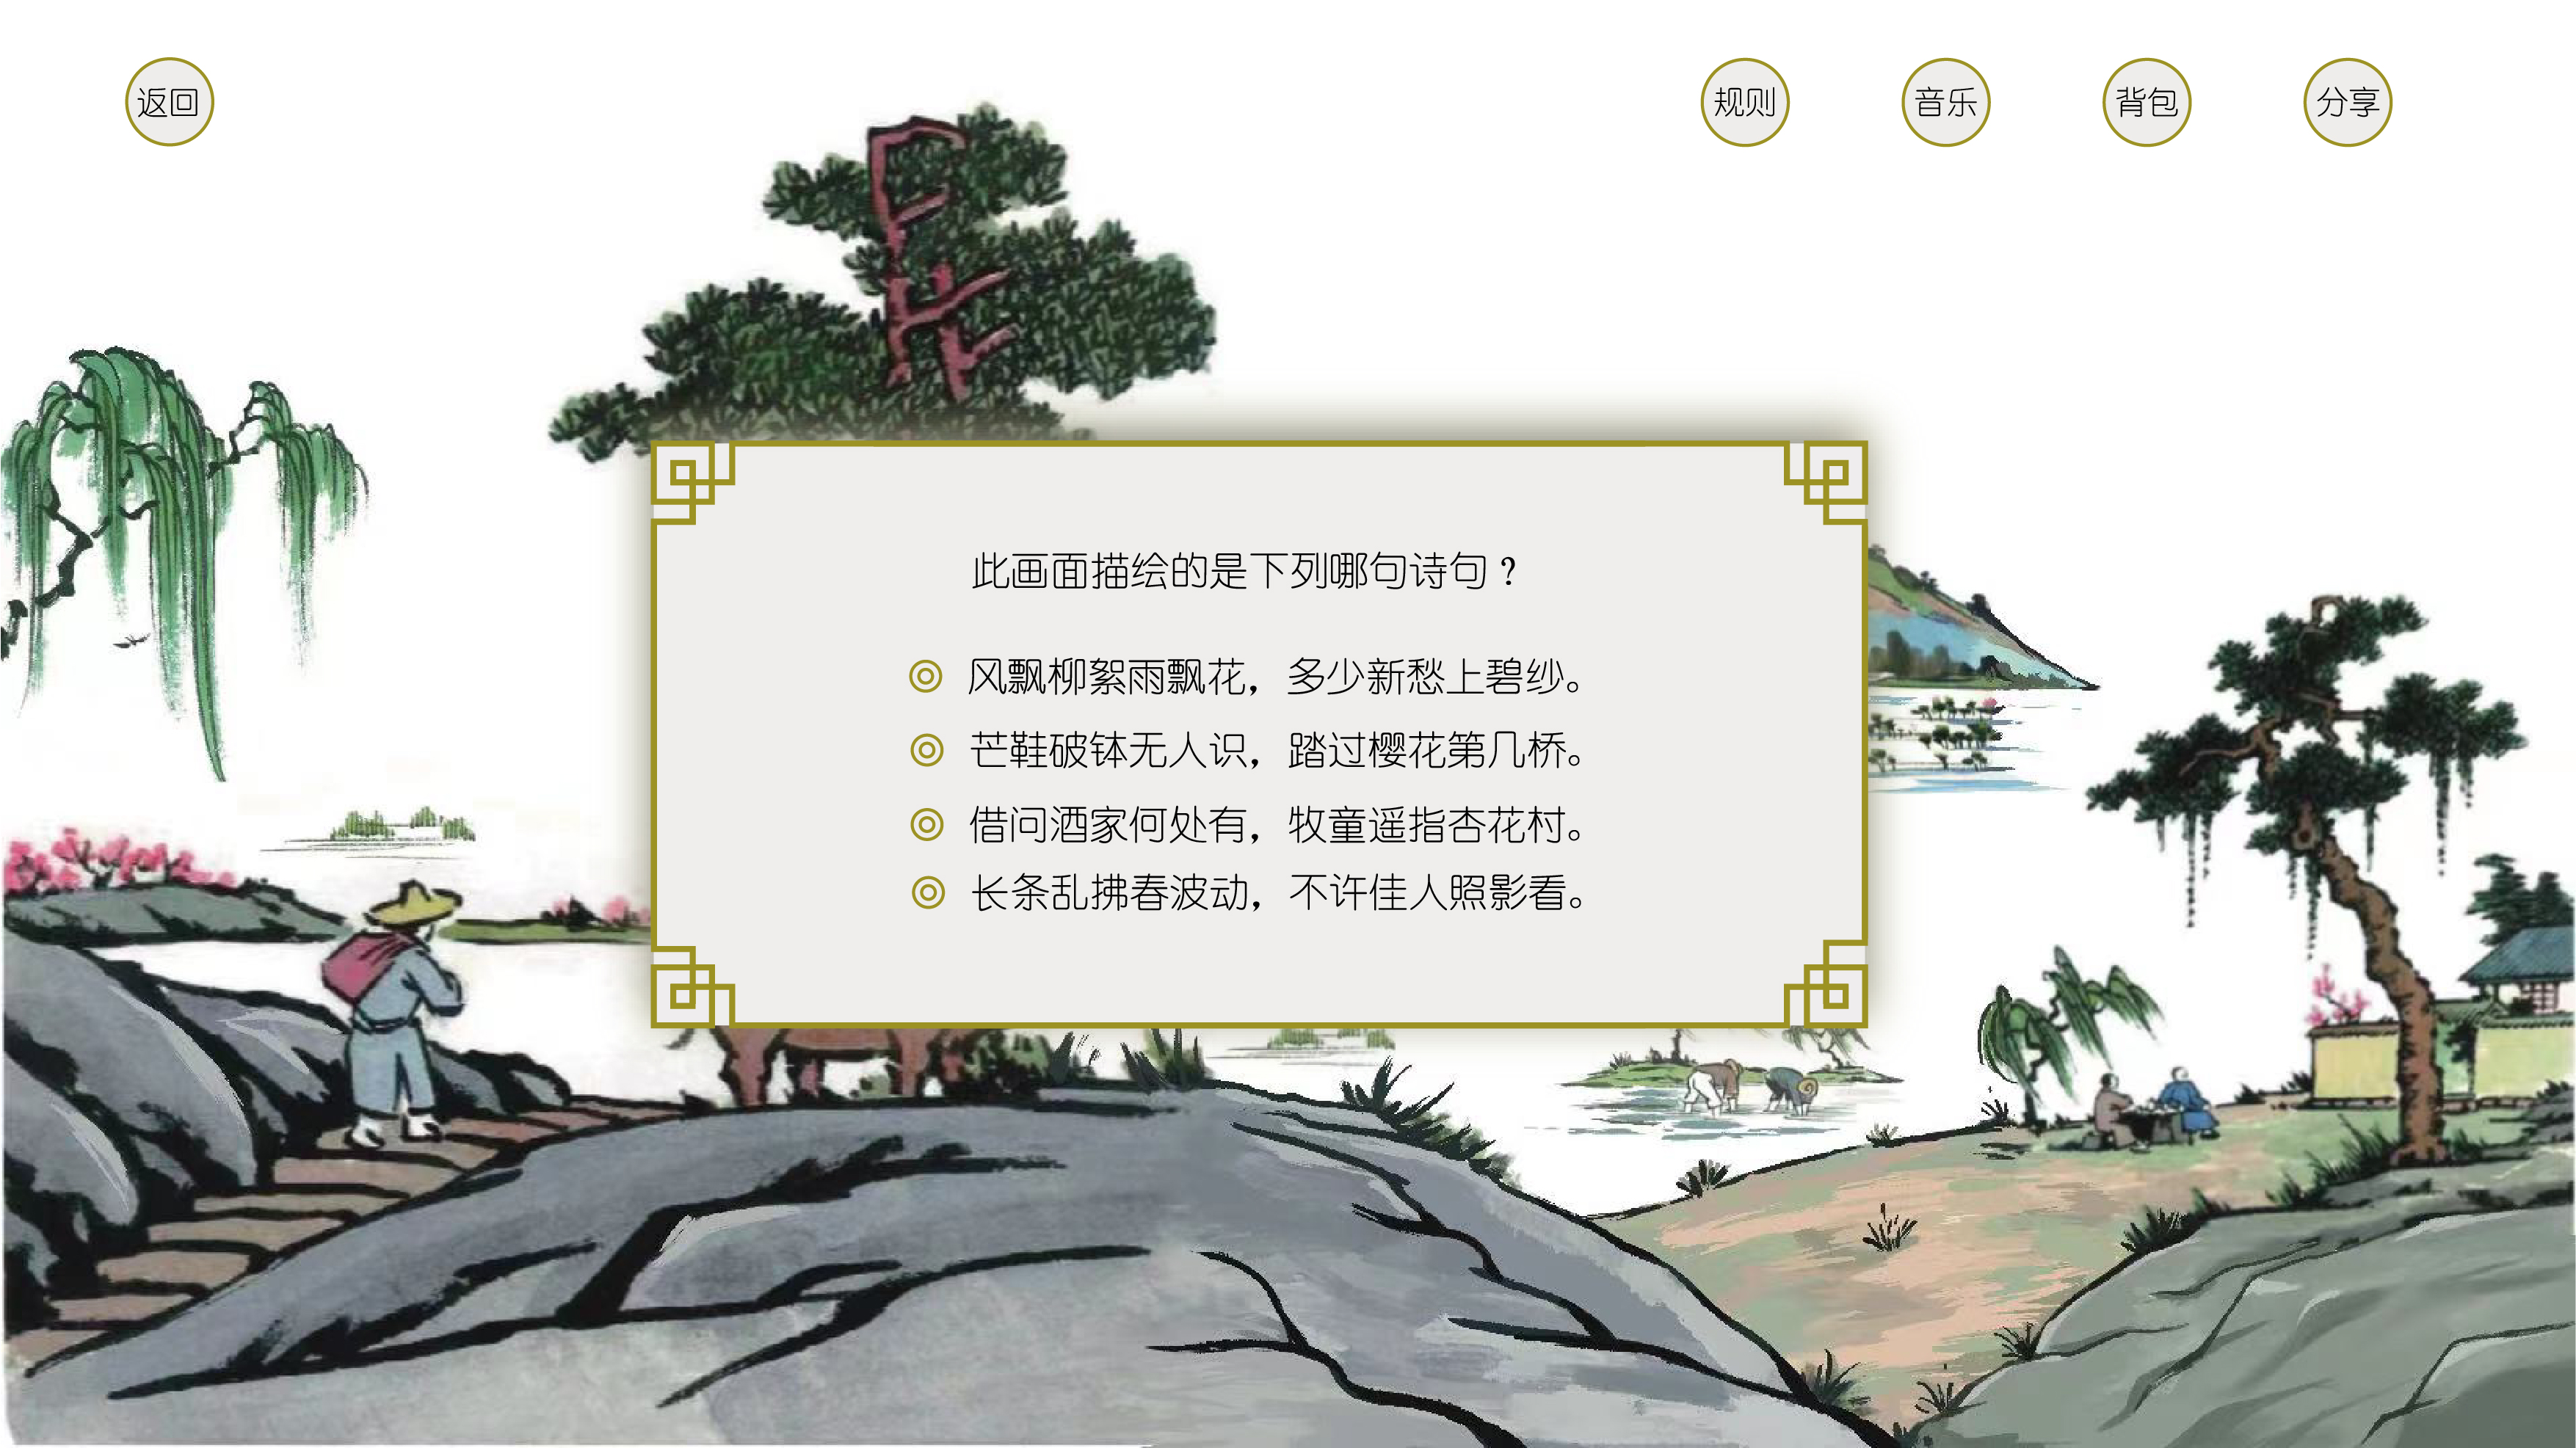 返回
规则
音乐
背包
分享
此画面描绘的是下列哪句诗句？
风飘柳絮雨飘花，多少新愁上碧纱。
芒鞋破钵无人识，踏过樱花第几桥。
借问酒家何处有，牧童遥指杏花村。
长条乱拂春波动，不许佳人照影看。